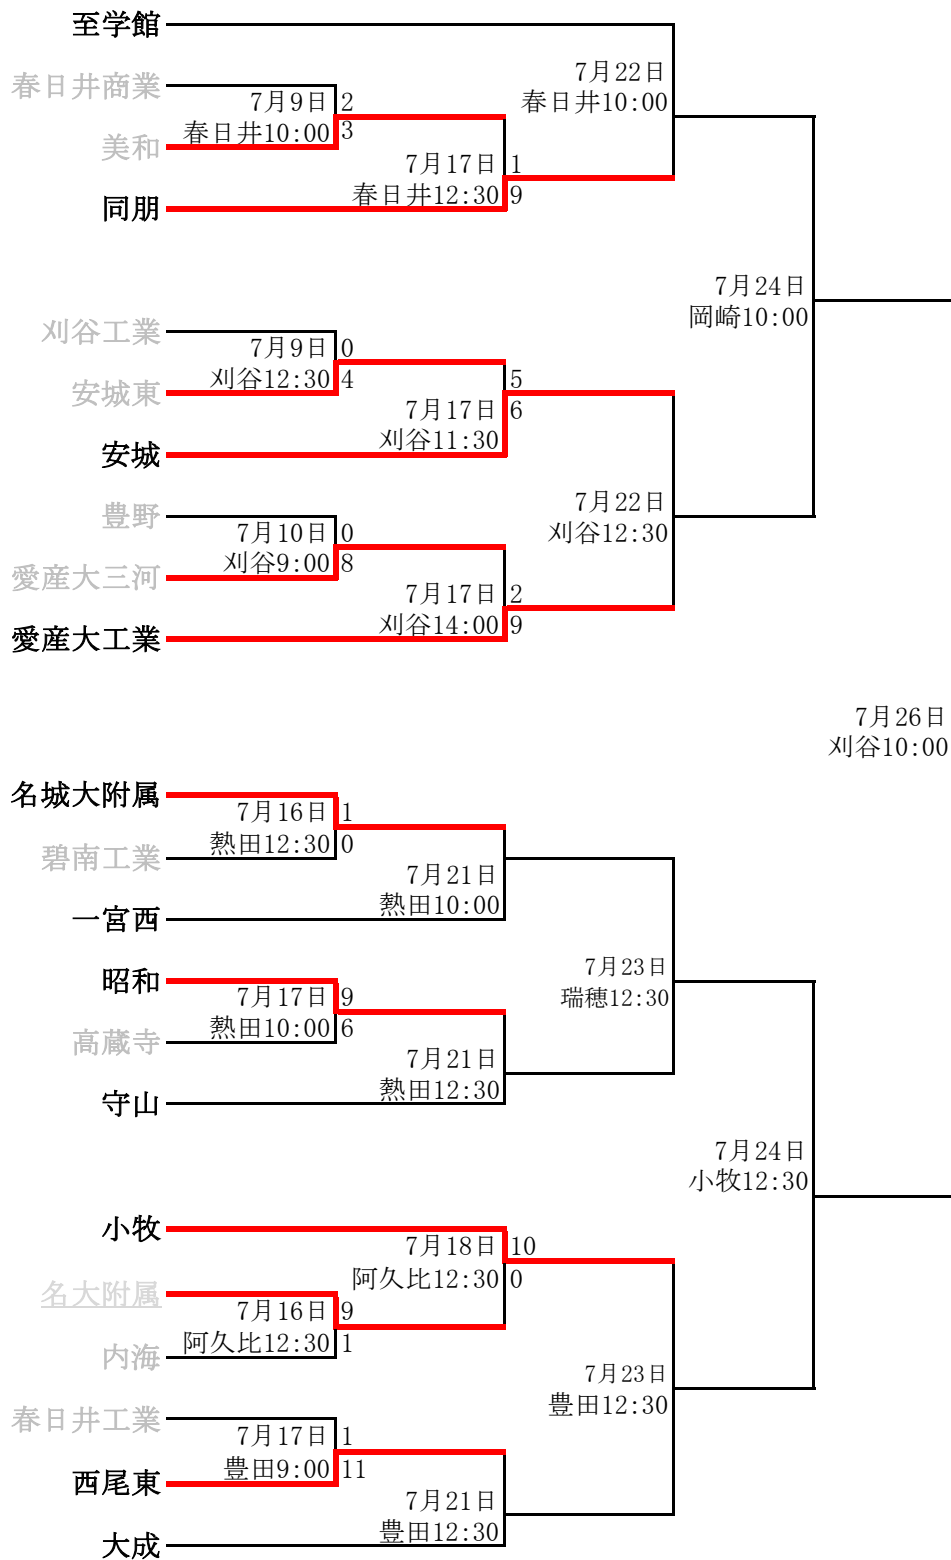 至学館
7月22日
春日井商業
春日井10:00
7月9日 2
春日井10:00 3
美和
7月17日 1
春日井12:30 9
同朋
7月24日
岡崎10:00
刈谷工業
7月9日 0
刈谷12:30 4
安城東
5
7月17日 6
刈谷11:30
安城
7月22日
豊野
刈谷12:30
7月10日 0
刈谷9:00 8
愛産大三河
7月17日 2
刈谷14:00 9
愛産大工業
7月26日
刈谷10:00
名城大附属
7月16日 1
熱田12:30 0
碧南工業
7月21日
熱田10:00
一宮西
7月23日
昭和
7月17日 9
瑞穂12:30
熱田10:00 6
高蔵寺
7月21日
熱田12:30
守山
7月24日
小牧12:30
小牧
7月18日 10
阿久比12:30 0
名大附属
7月16日 9
阿久比12:30 1
内海
7月23日
豊田12:30
春日井工業
7月17日 1
豊田9:00 11
西尾東
7月21日
豊田12:30
大成